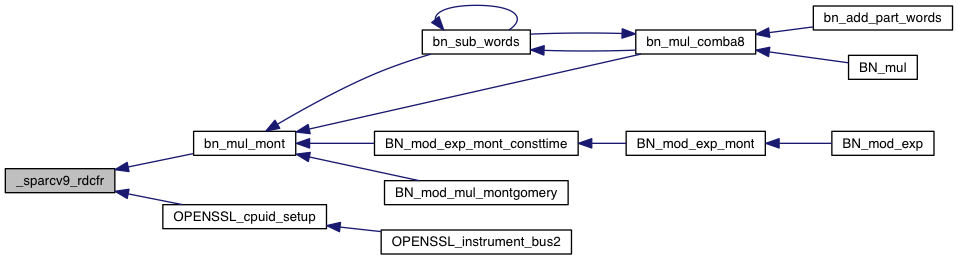 bn_add_part_words
bn_sub_words
bn_mul_comba8
BN_mul
bn_mul_mont
BN_mod_exp_mont_consttime
BN_mod_exp_mont
BN_mod_exp
_sparcv9_rdcfr
BN_mod_mul_montgomery
OPENSSL_cpuid_setup
OPENSSL_instrument_bus2